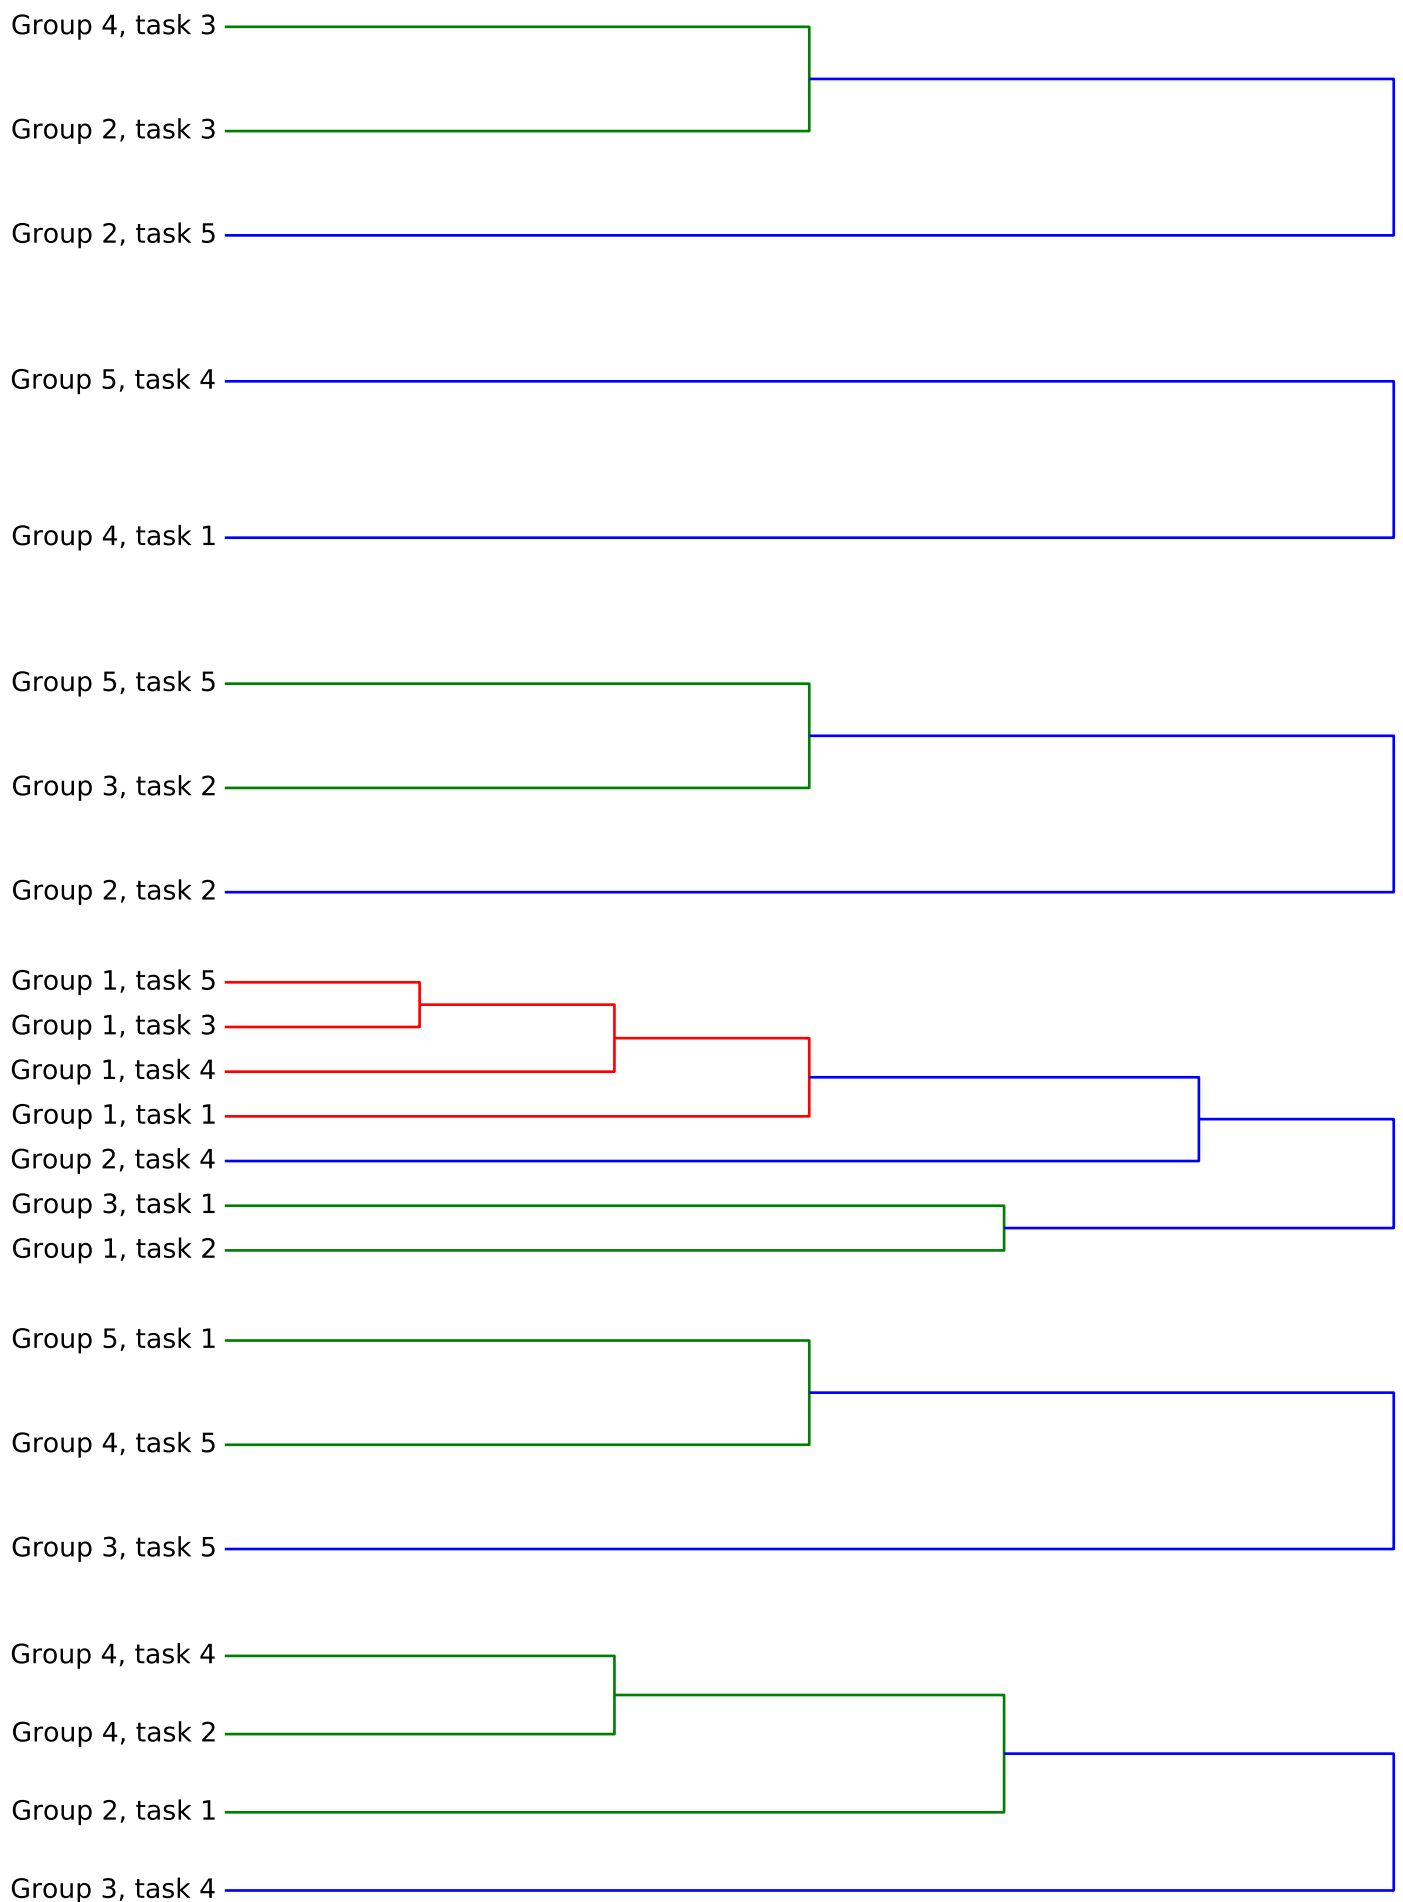 Group 4, task 3
Group 2, task 3
Group 2, task 5
Group 5, task 4
Group 4, task 1
Group 5, task 5
Group 3, task 2
Group 2, task 2
Group 1, task 5
Group 1, task 3
Group 1, task 4
Group 1, task 1
Group 2, task 4
Group 3, task 1
Group 1, task 2
Group 5, task 1
Group 4, task 5
Group 3, task 5
Group 4, task 4
Group 4, task 2
Group 2, task 1
Group 3, task 4